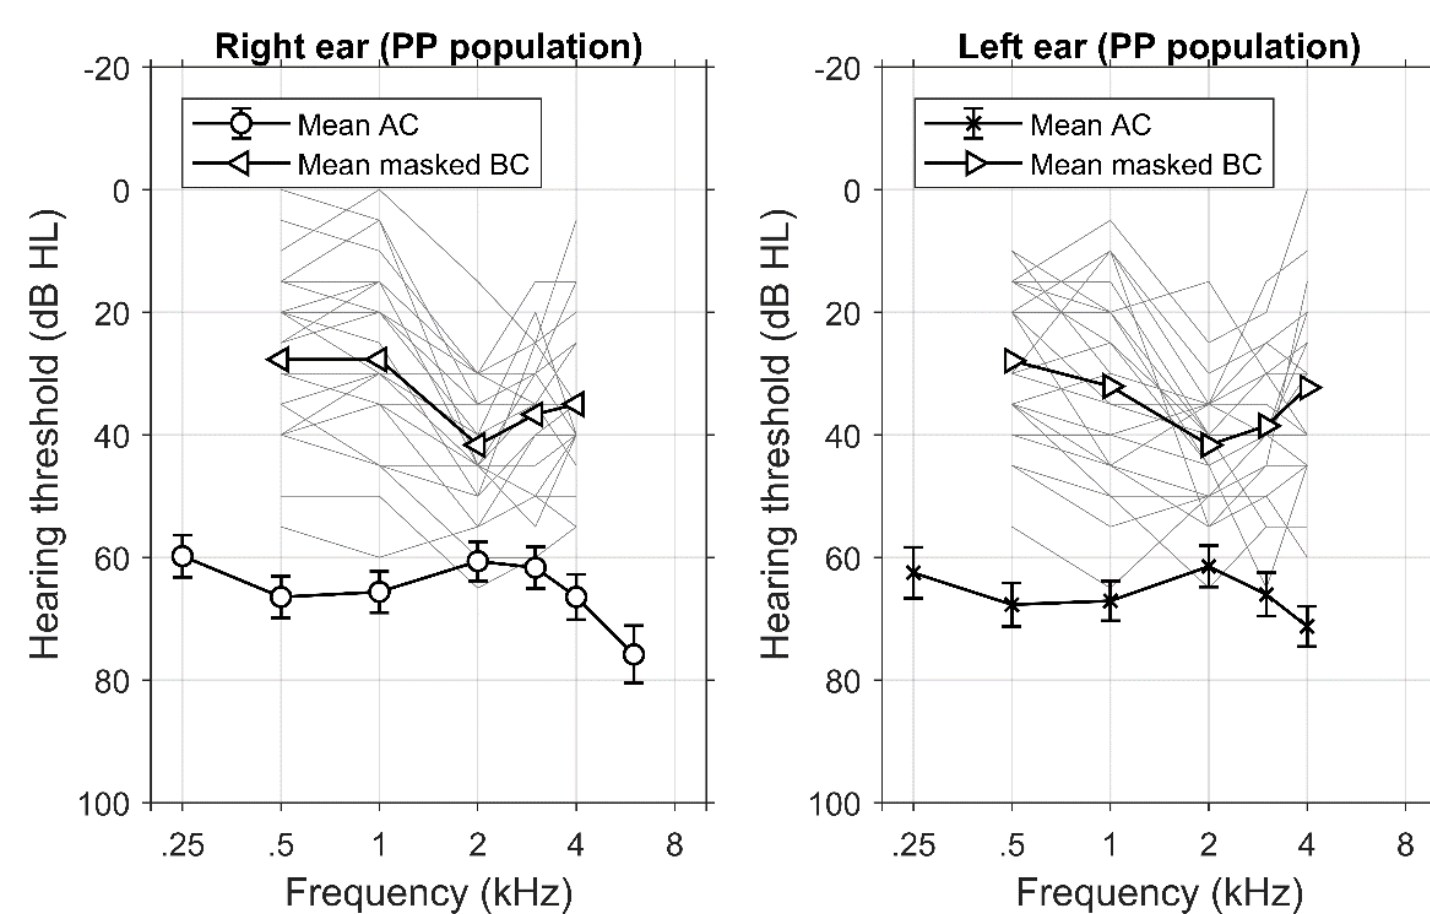 Right ear (PP population)
Mean AC
Mean masked BC
-20
0
20
40
60
80
100
Hearing threshold (dB HL)
.25 .5 1 2 4 8
Frequency (kHz)
Left ear (PP population)
Mean AC
Mean masked BC
-20
0
20
40
60
80
100
Hearing threshold (dB HL)
.25 .5 1 2 4 8
Frequency (kHz)